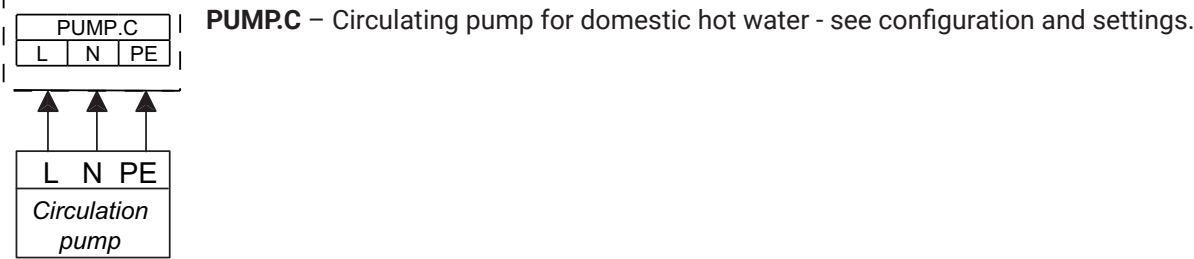 PUMP.C
L N PE
L N PE
Circulation
pump
PUMP.C – Circulating pump for domestic hot water - see configuration and settings.